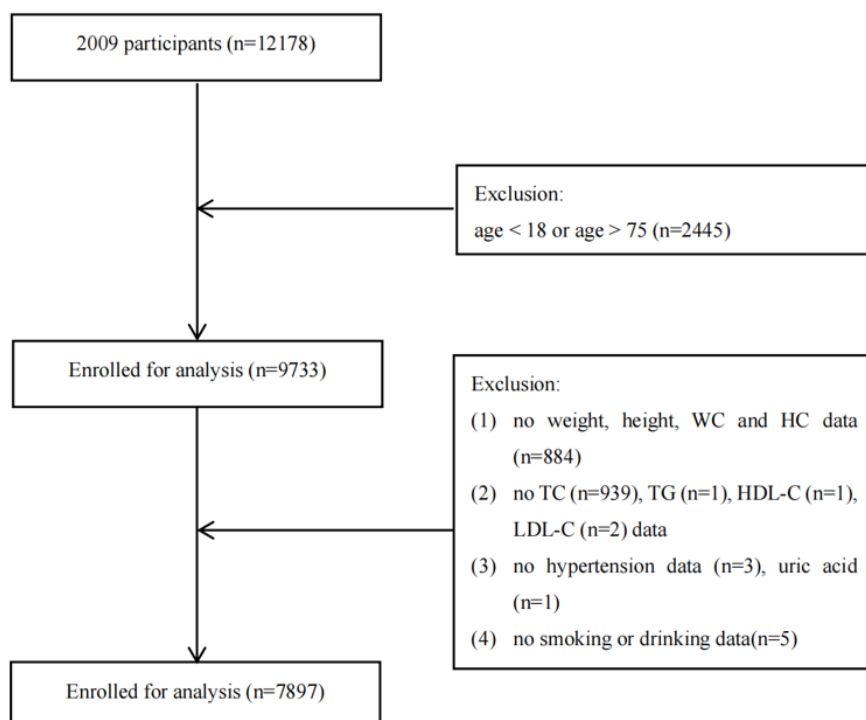 2009 participants (n=12178)
Exclusion:
age < 18 or age > 75 (n=2445)
Enrolled for analysis (n=9733)
Exclusion:
(1) no weight, height, WC and HC data
(n=884)
(2) no TC (n=939), TG (n=1), HDL-C (n=1),
LDL-C (n=2) data
(3) no hypertension data (n=3), uric acid
(n=1)
(4) no smoking or drinking data(n=5)
Enrolled for analysis (n=7897)